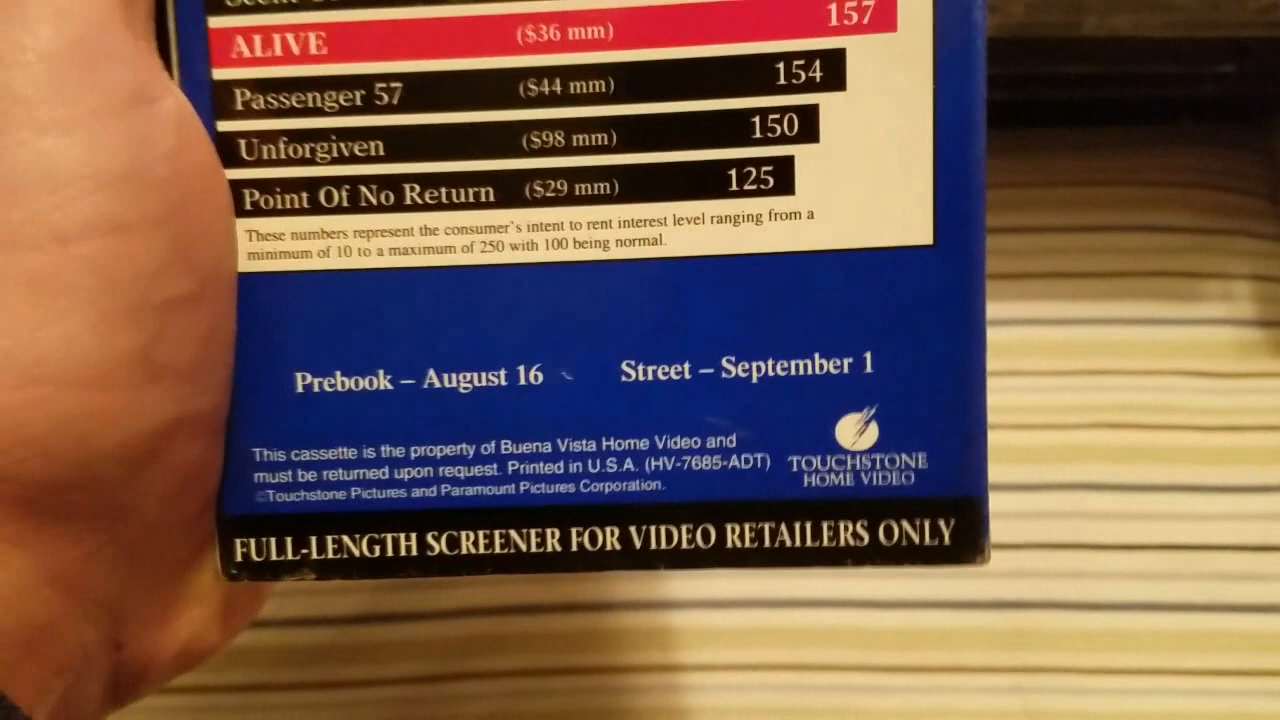 ALIVE ($36 mm) 157
Passenger 57 ($44 mm) 154
Unforgiven ($98 mm) 150
Point Of No Return ($29 mm) 125
These numbers represent the consumer's intent to rent interest level ranging from a
minimum of 10 to a maximum of 250 with 100 being normal.
Prebook – August 16 Street – September 1
This cassette is the property of Buena Vista Home Video and
must be returned upon request. Printed in U.S.A. (HV-7685-ADT)
©Touchstone Pictures and Paramount Pictures Corporation.
TOUCHSTONE
HOME VIDEO
FULL-LENGTH SCREENER FOR VIDEO RETAILERS ONLY